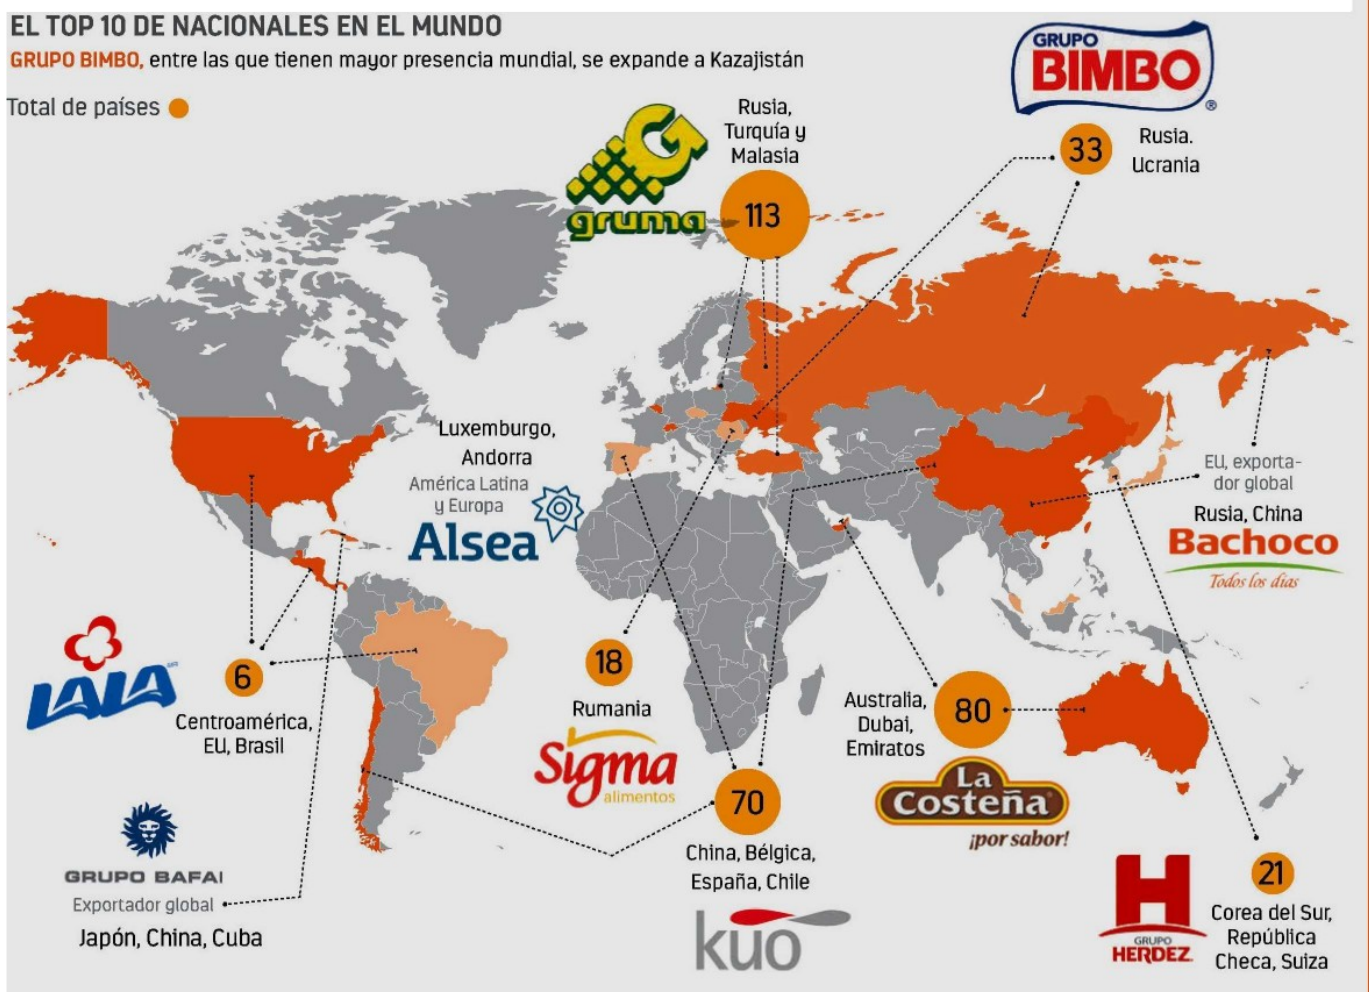 EL TOP 10 DE NACIONALES EN EL MUNDO
GRUPO BIMBO, entre las que tienen mayor presencia mundial, se expande a Kazajistán
Total de países
GRUPO
BIMBO
®
33
Rusia.
Ucrania
gruma
Rusia,
Turquía y
Malasia
113
Luxemburgo,
Andorra
América Latina
y Europa
Alsea
EU, exporta-
dor global
Rusia, China
Bachoco
Todos los días
LALA
6
Centroamérica,
EU, Brasil
18
Rumania
Sigma
alimentos
Australia,
Dubai,
Emiratos
80
La
Costeña
¡por sabor!
70
China, Bélgica,
España, Chile
kuo
GRUPO BAFAI
Exportador global
Japón, China, Cuba
H
GRUPO
HERDEZ
21
Corea del Sur,
República
Checa, Suiza